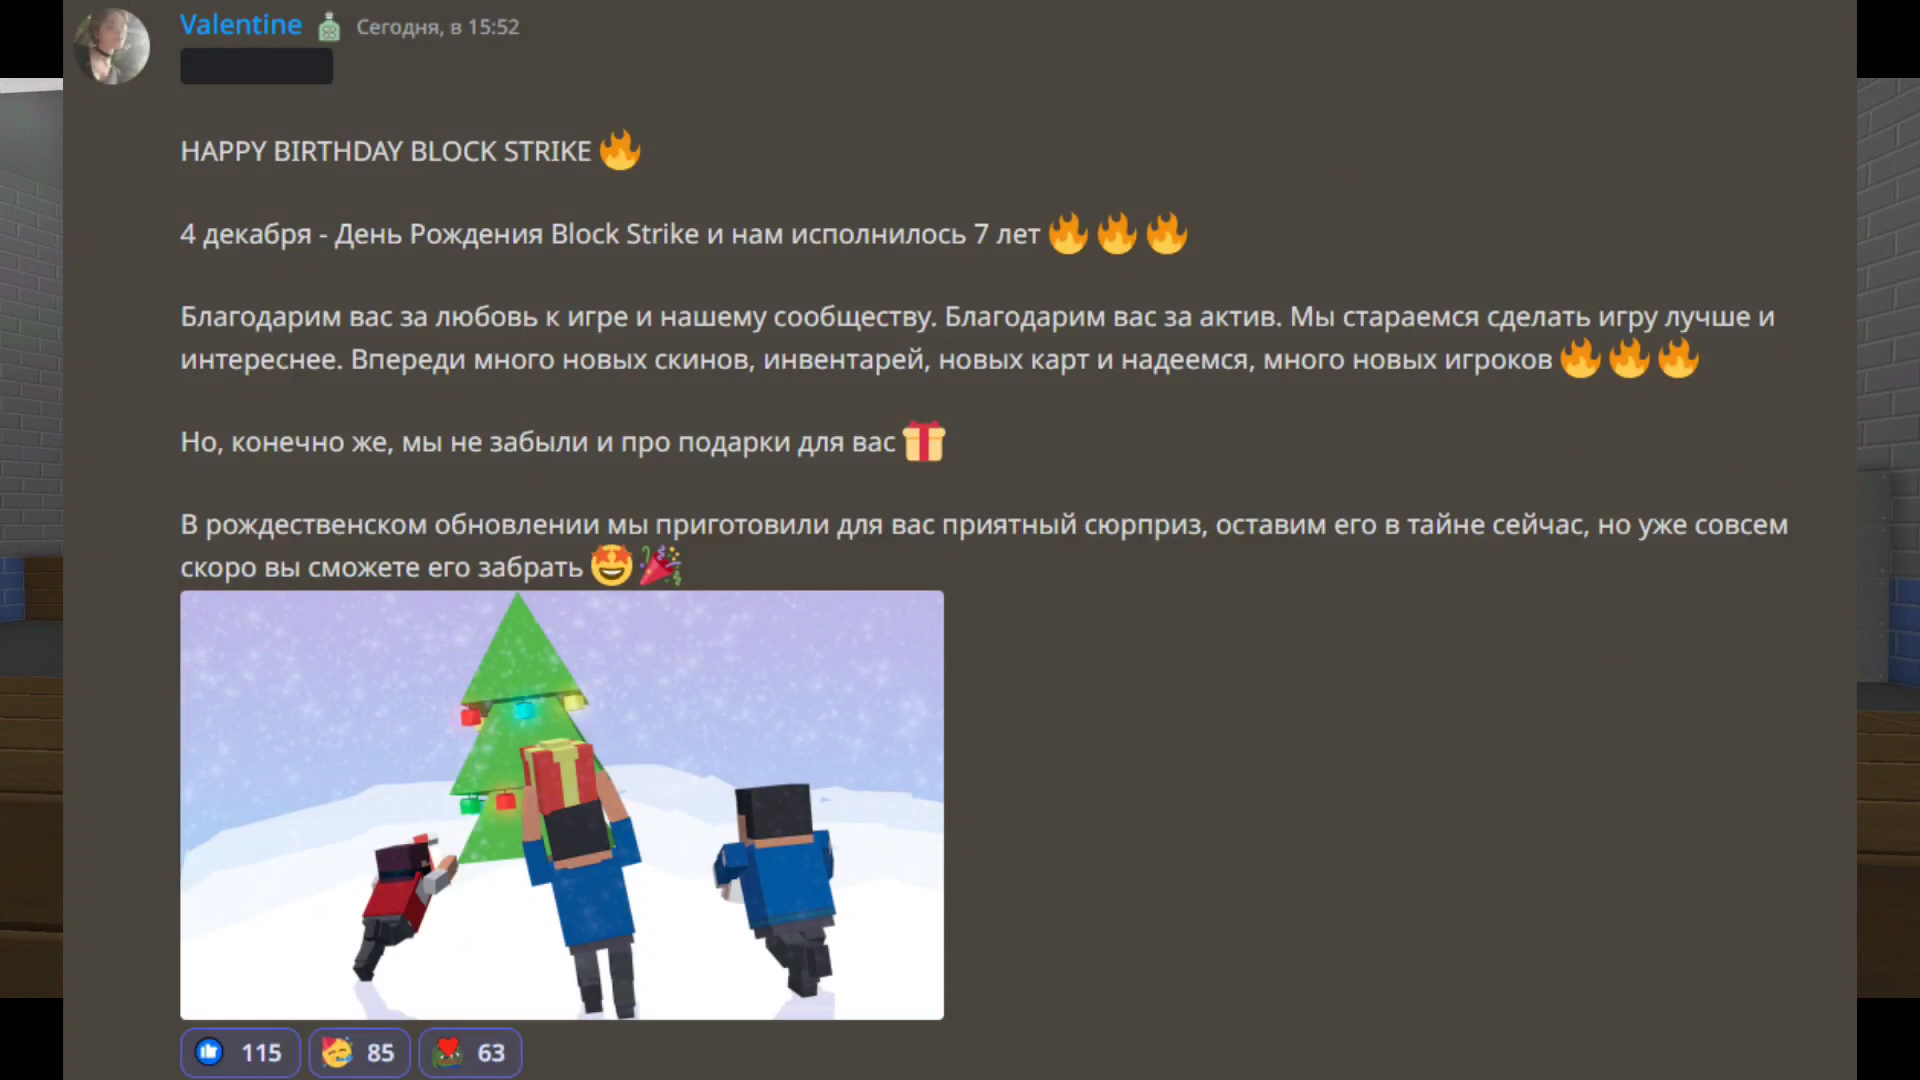 Valentine Сегодня, в 15:52
HAPPY BIRTHDAY BLOCK STRIKE 🔥
4 декабря - День Рождения Block Strike и нам исполнилось 7 лет 🔥🔥🔥
Благодарим вас за любовь к игре и нашему сообществу. Благодарим вас за актив. Мы стараемся сделать игру лучше и
интереснее. Впереди много новых скинов, инвентарей, новых карт и надеемся, много новых игроков 🔥🔥🔥
Но, конечно же, мы не забыли и про подарки для вас 🎁
В рождественском обновлении мы приготовили для вас приятный сюрприз, оставим его в тайне сейчас, но уже совсем
скоро вы сможете его забрать 🤩🎉
115 85 63